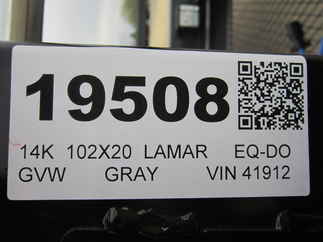 19508
14K 102X20 LAMAR EQ-DO
GVW GRAY VIN 41912